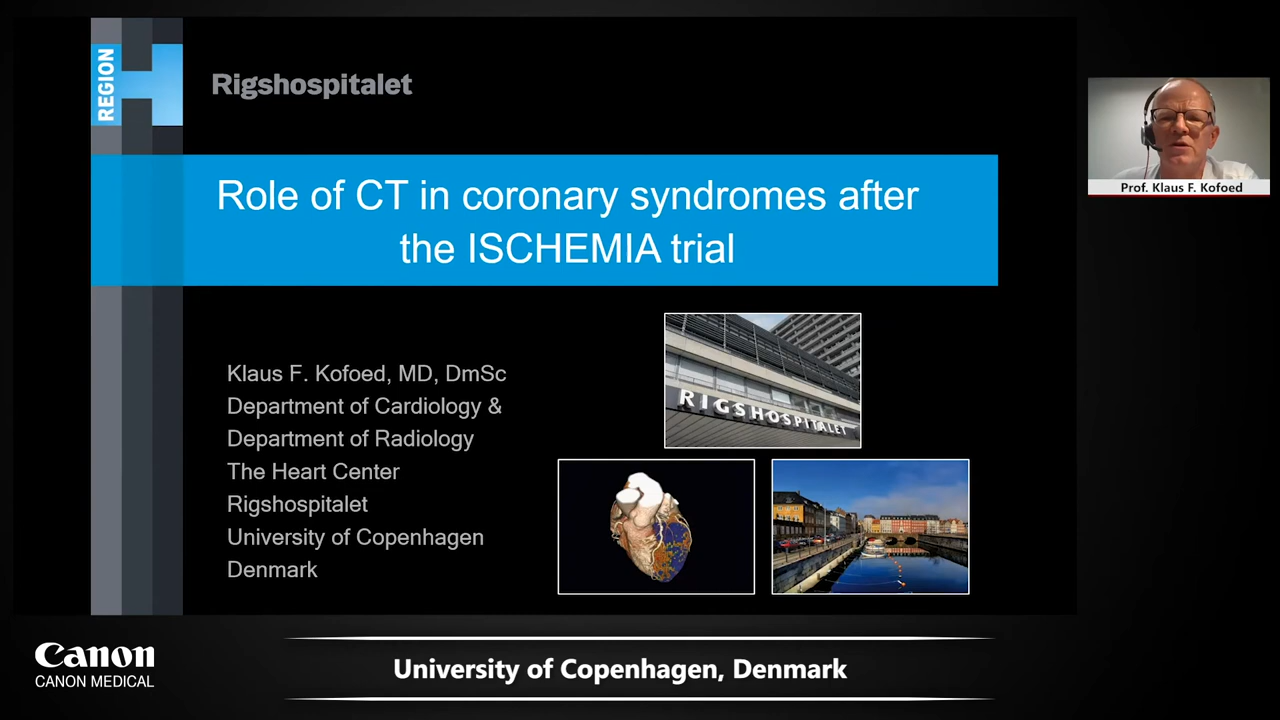 REGION
Rigshospitalet
Role of CT in coronary syndromes after
the ISCHEMIA trial
Prof. Klaus F. Kofoed
Klaus F. Kofoed, MD, DmSc
Department of Cardiology &
Department of Radiology
The Heart Center
Rigshospitalet
University of Copenhagen
Denmark
RIGSHOSPITALET
Canon
CANON MEDICAL
University of Copenhagen, Denmark